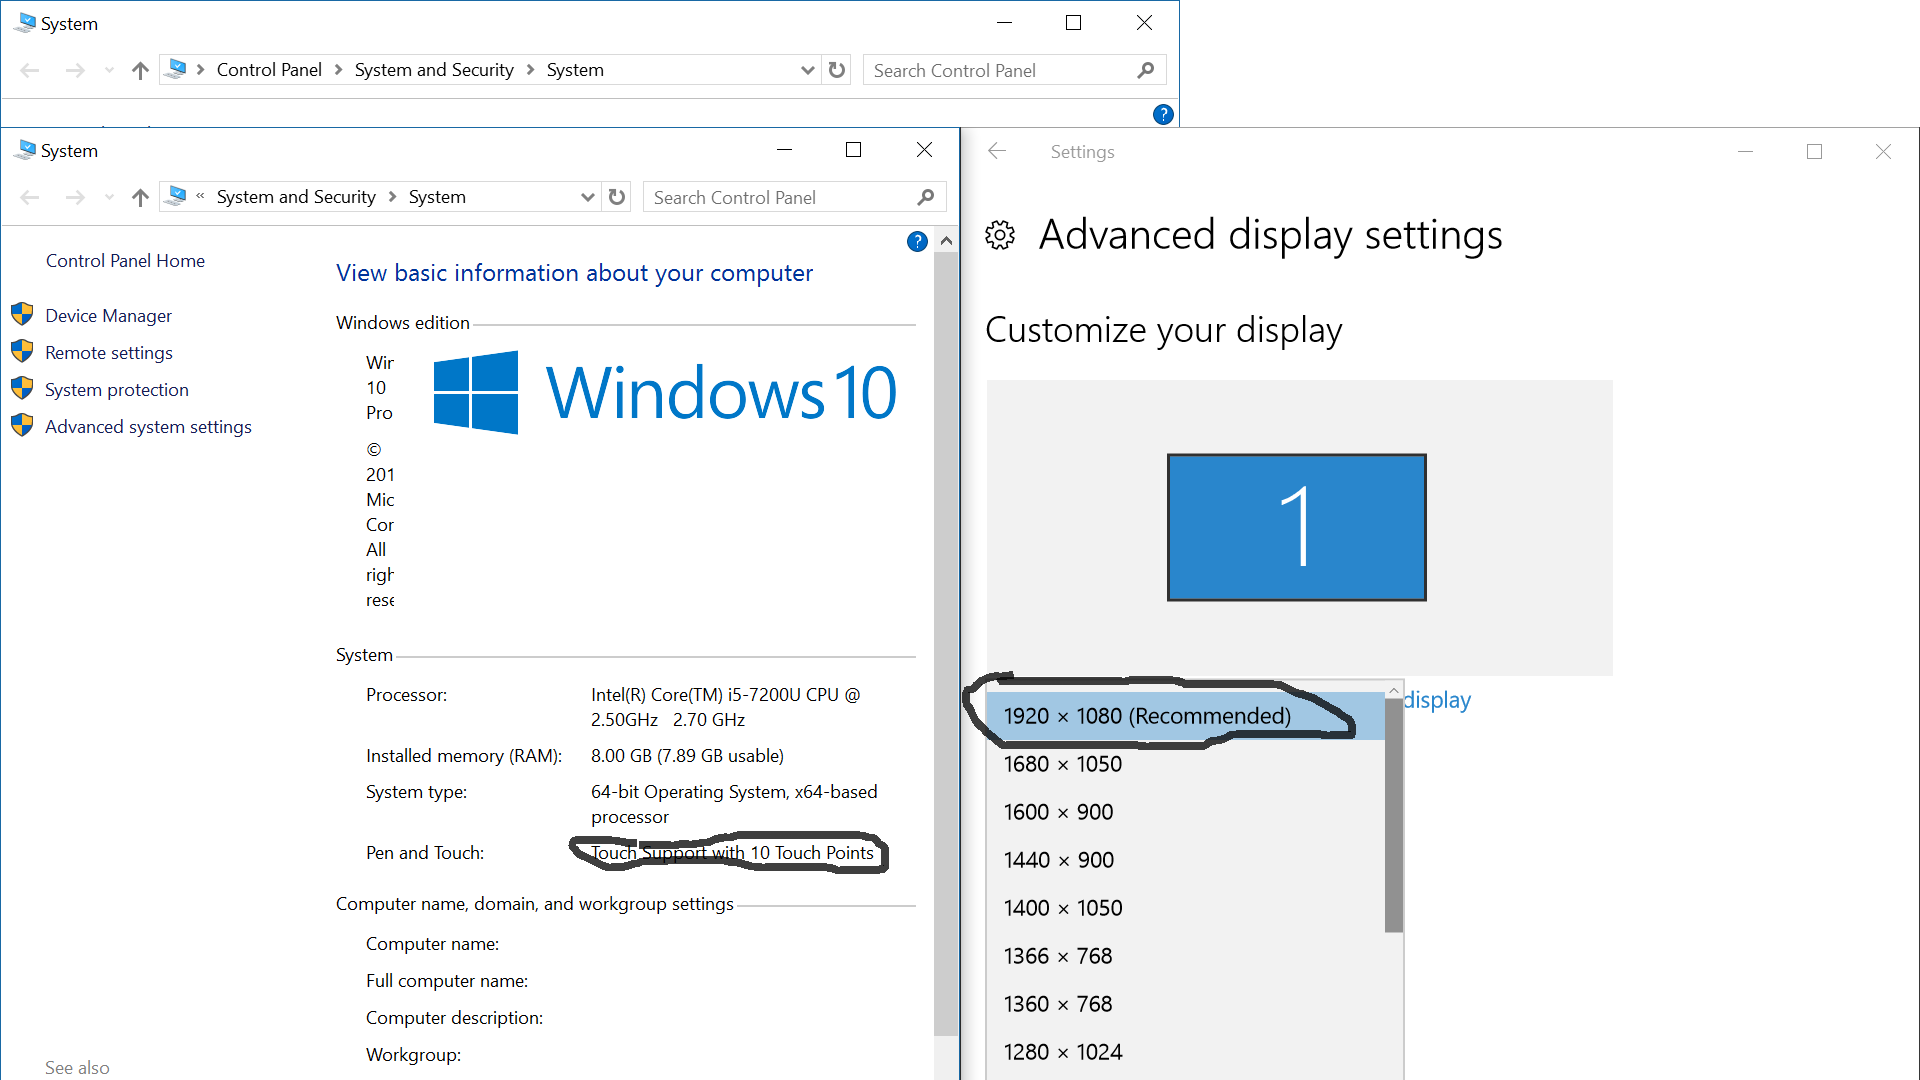 System
Control Panel > System and Security > System
Search Control Panel
?
System
« System and Security > System
Search Control Panel
?
Control Panel Home
Device Manager
Remote settings
System protection
Advanced system settings
See also
View basic information about your computer
Windows edition
Wir
10
Pro
©
201
Mic
Cor
All
righ
rese
Windows 10
System
Processor: Intel(R) Core(TM) i5-7200U CPU @
2.50GHz 2.70 GHz
Installed memory (RAM): 8.00 GB (7.89 GB usable)
System type: 64-bit Operating System, x64-based
processor
Pen and Touch: Touch Support with 10 Touch Points
Computer name, domain, and workgroup settings
Computer name:
Full computer name:
Computer description:
Workgroup:
Settings
Advanced display settings
Customize your display
1
display
1920 × 1080 (Recommended)
1680 × 1050
1600 × 900
1440 × 900
1400 × 1050
1366 × 768
1360 × 768
1280 × 1024